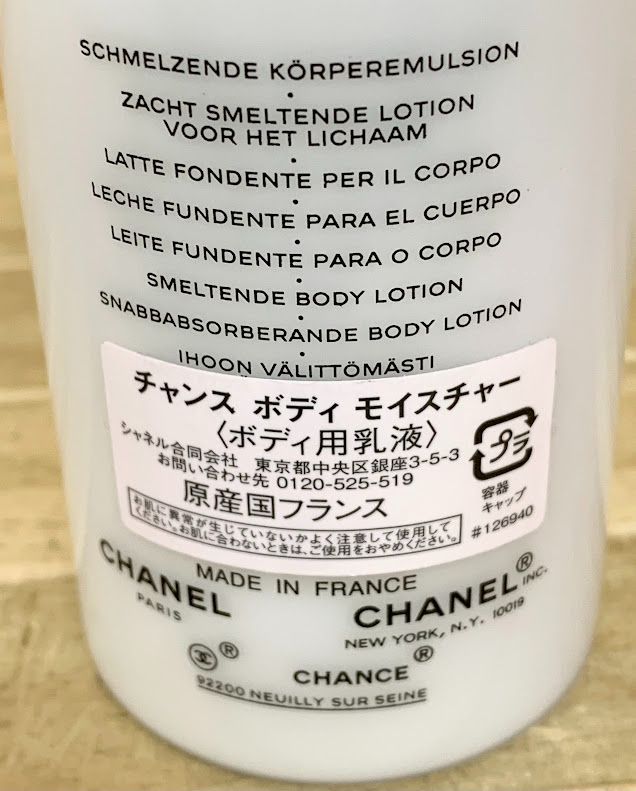 SCHMELZENDE KÖRPEREMULSION
•
ZACHT SMELTENDE LOTION
VOOR HET LICHAAM
•
LATTE FONDENTE PER IL CORPO
•
LECHE FUNDENTE PARA EL CUERPO
•
LEITE FUNDENTE PARA O CORPO
•
SMELTENDE BODY LOTION
•
SNABBABSORBERANDE BODY LOTION
•
IHOON VÄLITTÖMÄSTI
チャンス ボディ モイスチャー
〈ボディ用乳液〉
シャネル合同会社 東京都中央区銀座3-5-3
お問い合わせ先 0120-525-519
原産国フランス
お肌に異常が生じていないかよく注意して使用して
ください。お肌に合わないときは、ご使用をおやめください。
プラ
容器
キャップ
#126940
MADE IN FRANCE
CHANEL
PARIS
CHANEL® INC.
NEW YORK, N.Y. 10019
®
CHANCE®
92200 NEUILLY SUR SEINE